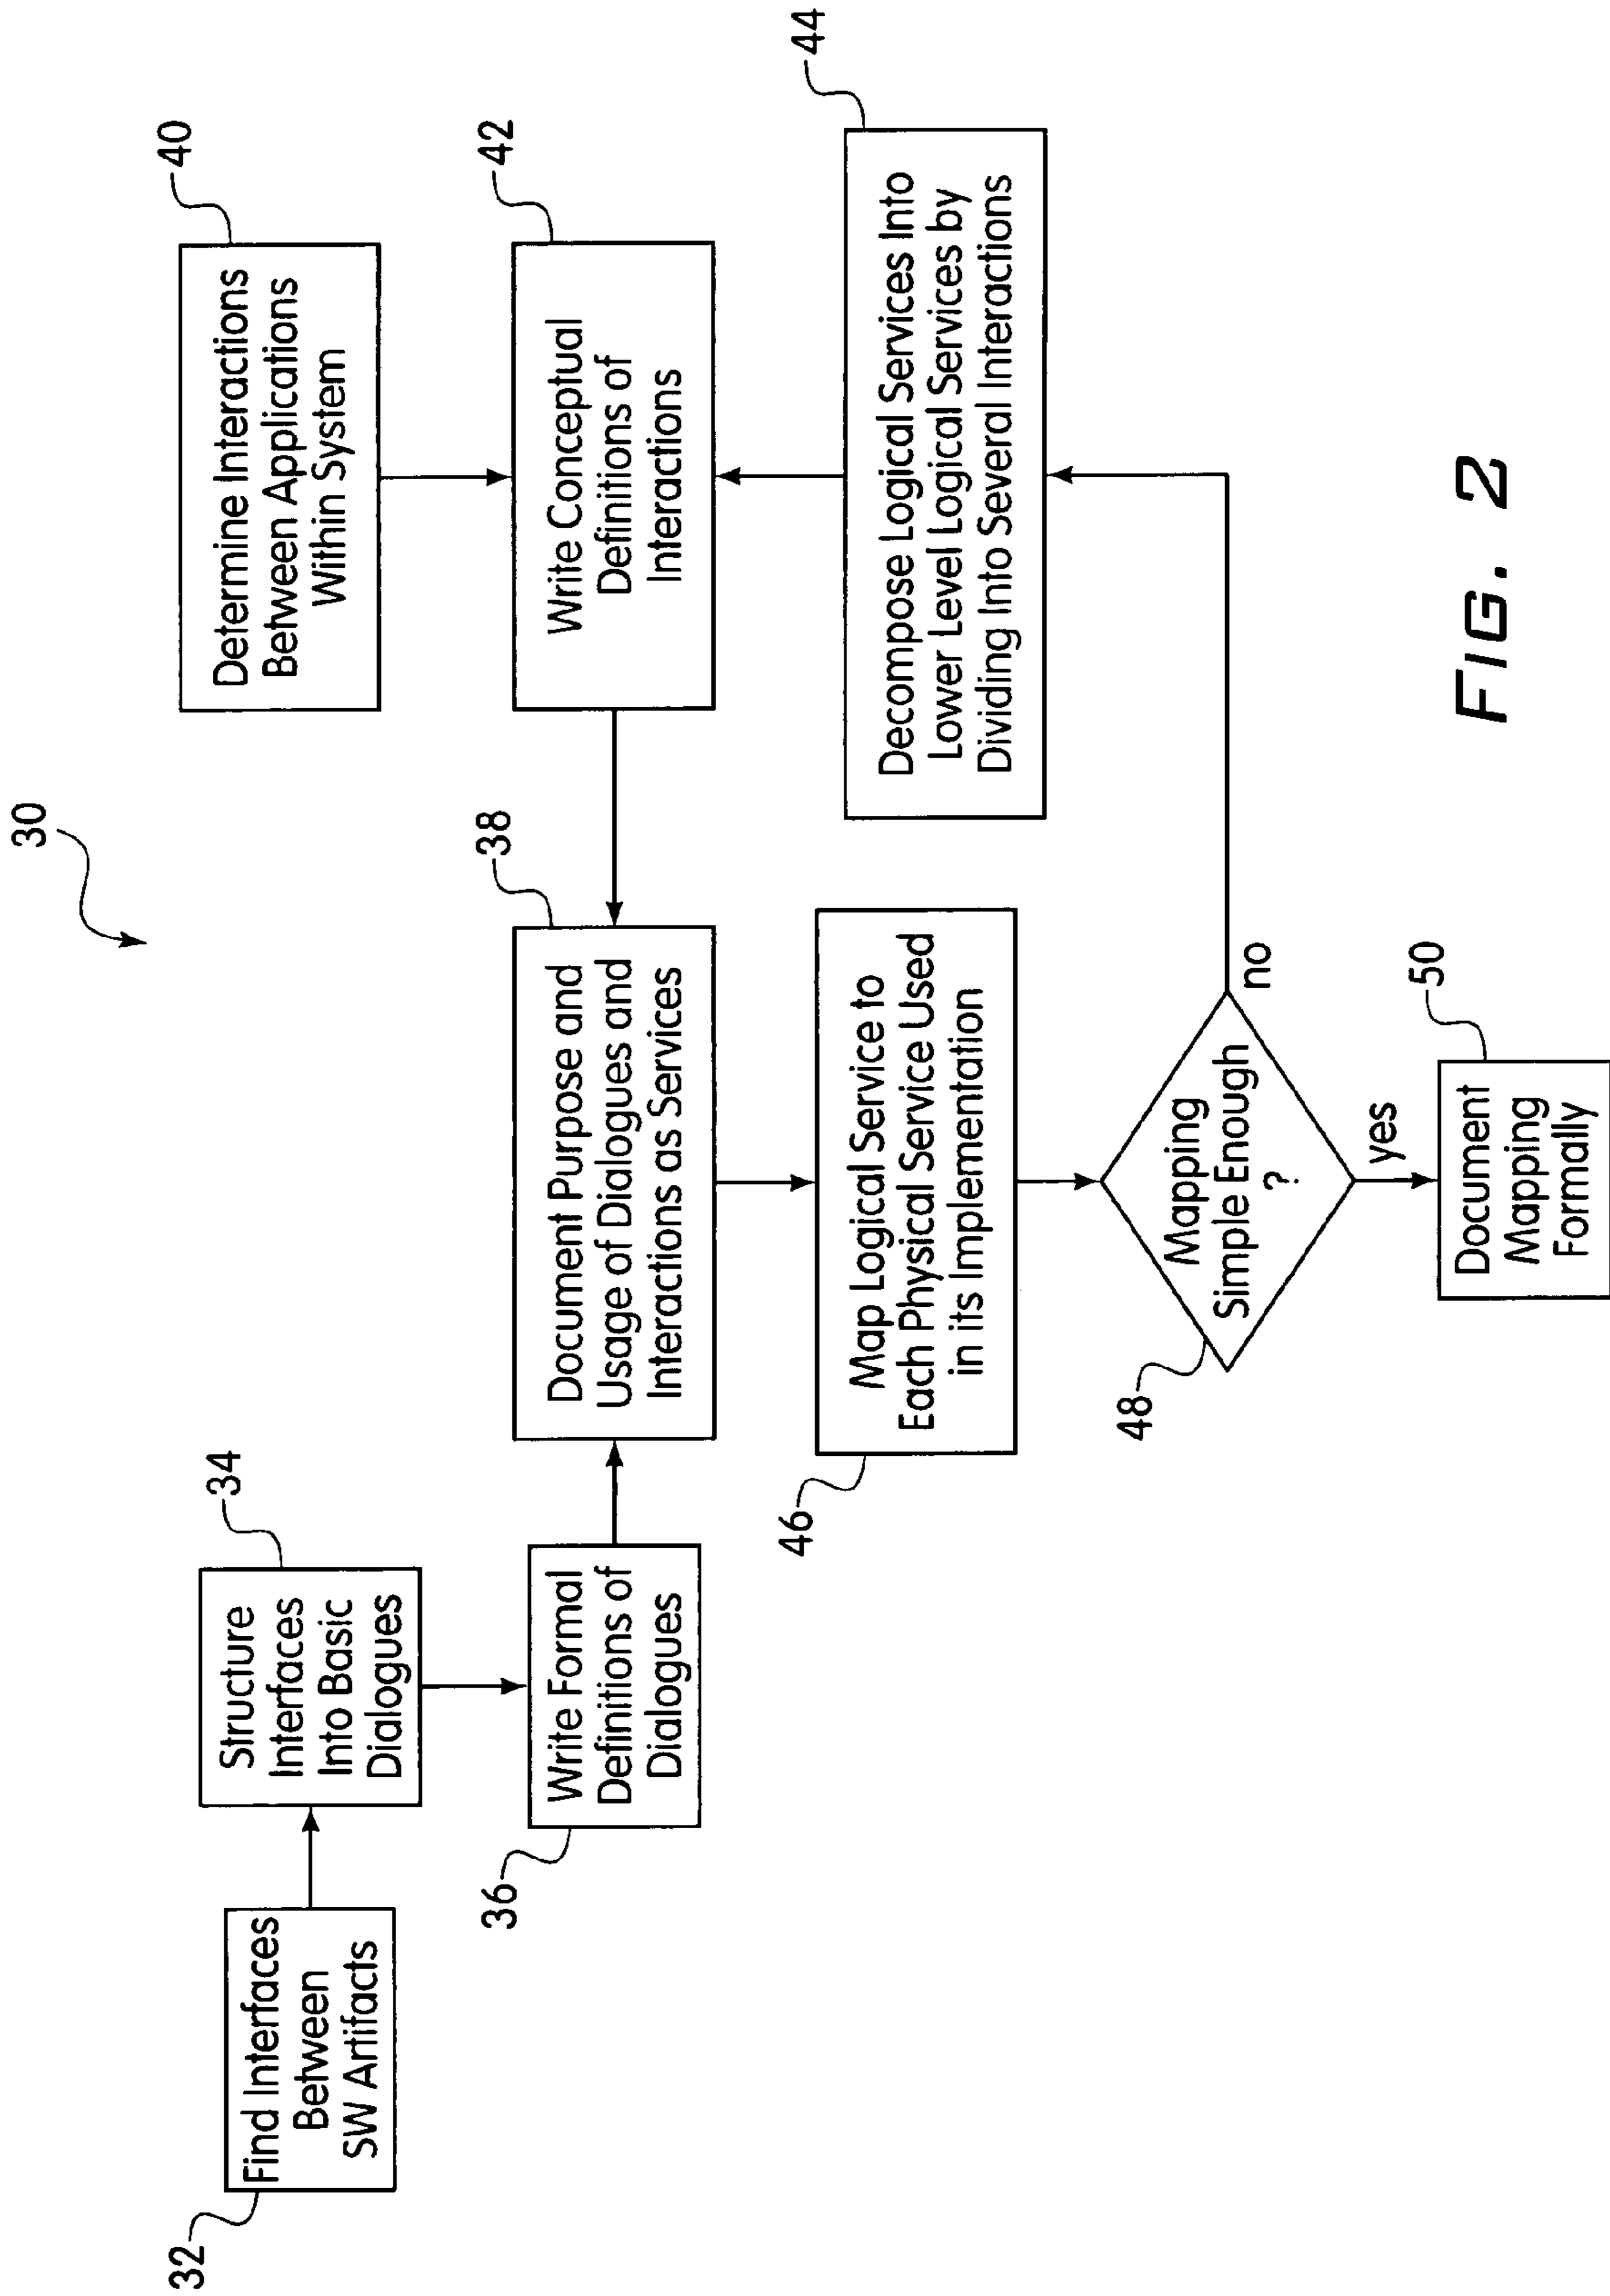 30
32
Find Interfaces
Between
SW Artifacts
34
Structure
Interfaces
Into Basic
Dialogues
36
Write Formal
Definitions of
Dialogues
38
Document Purpose and
Usage of Dialogues and
Interactions as Services
40
Determine Interactions
Between Applications
Within System
42
Write Conceptual
Definitions of
Interactions
44
Decompose Logical Services Into
Lower Level Logical Services by
Dividing Into Several Interactions
46
Map Logical Service to
Each Physical Service Used
in its Implementation
48
Mapping
Simple Enough
?
no
yes
50
Document
Mapping
Formally
FIG. 2